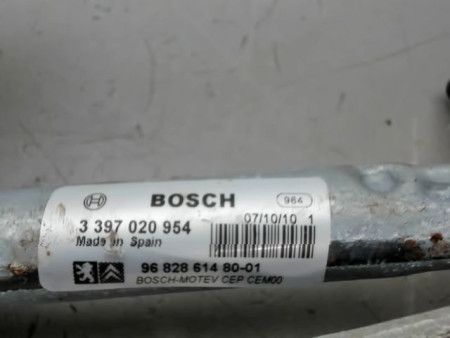 BOSCH 964
3 397 020 954 07/10/10 1
Made in Spain
96 828 614 80-01
BOSCH-MOTEV CEP CEM00